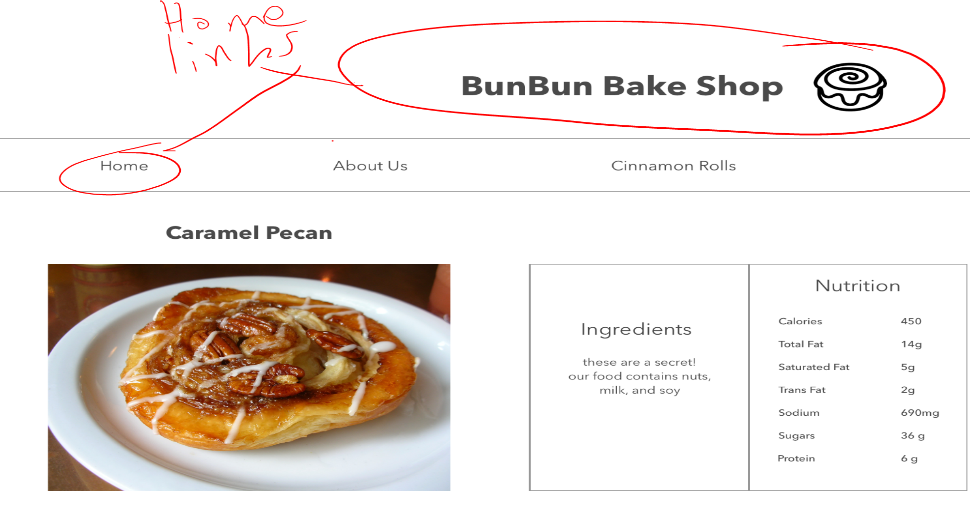 Home
links
BunBun Bake Shop
Home About Us Cinnamon Rolls
Caramel Pecan
Ingredients
these are a secret!
our food contains nuts,
milk, and soy
Nutrition
Calories 450
Total Fat 14g
Saturated Fat 5g
Trans Fat 2g
Sodium 690mg
Sugars 36 g
Protein 6 g